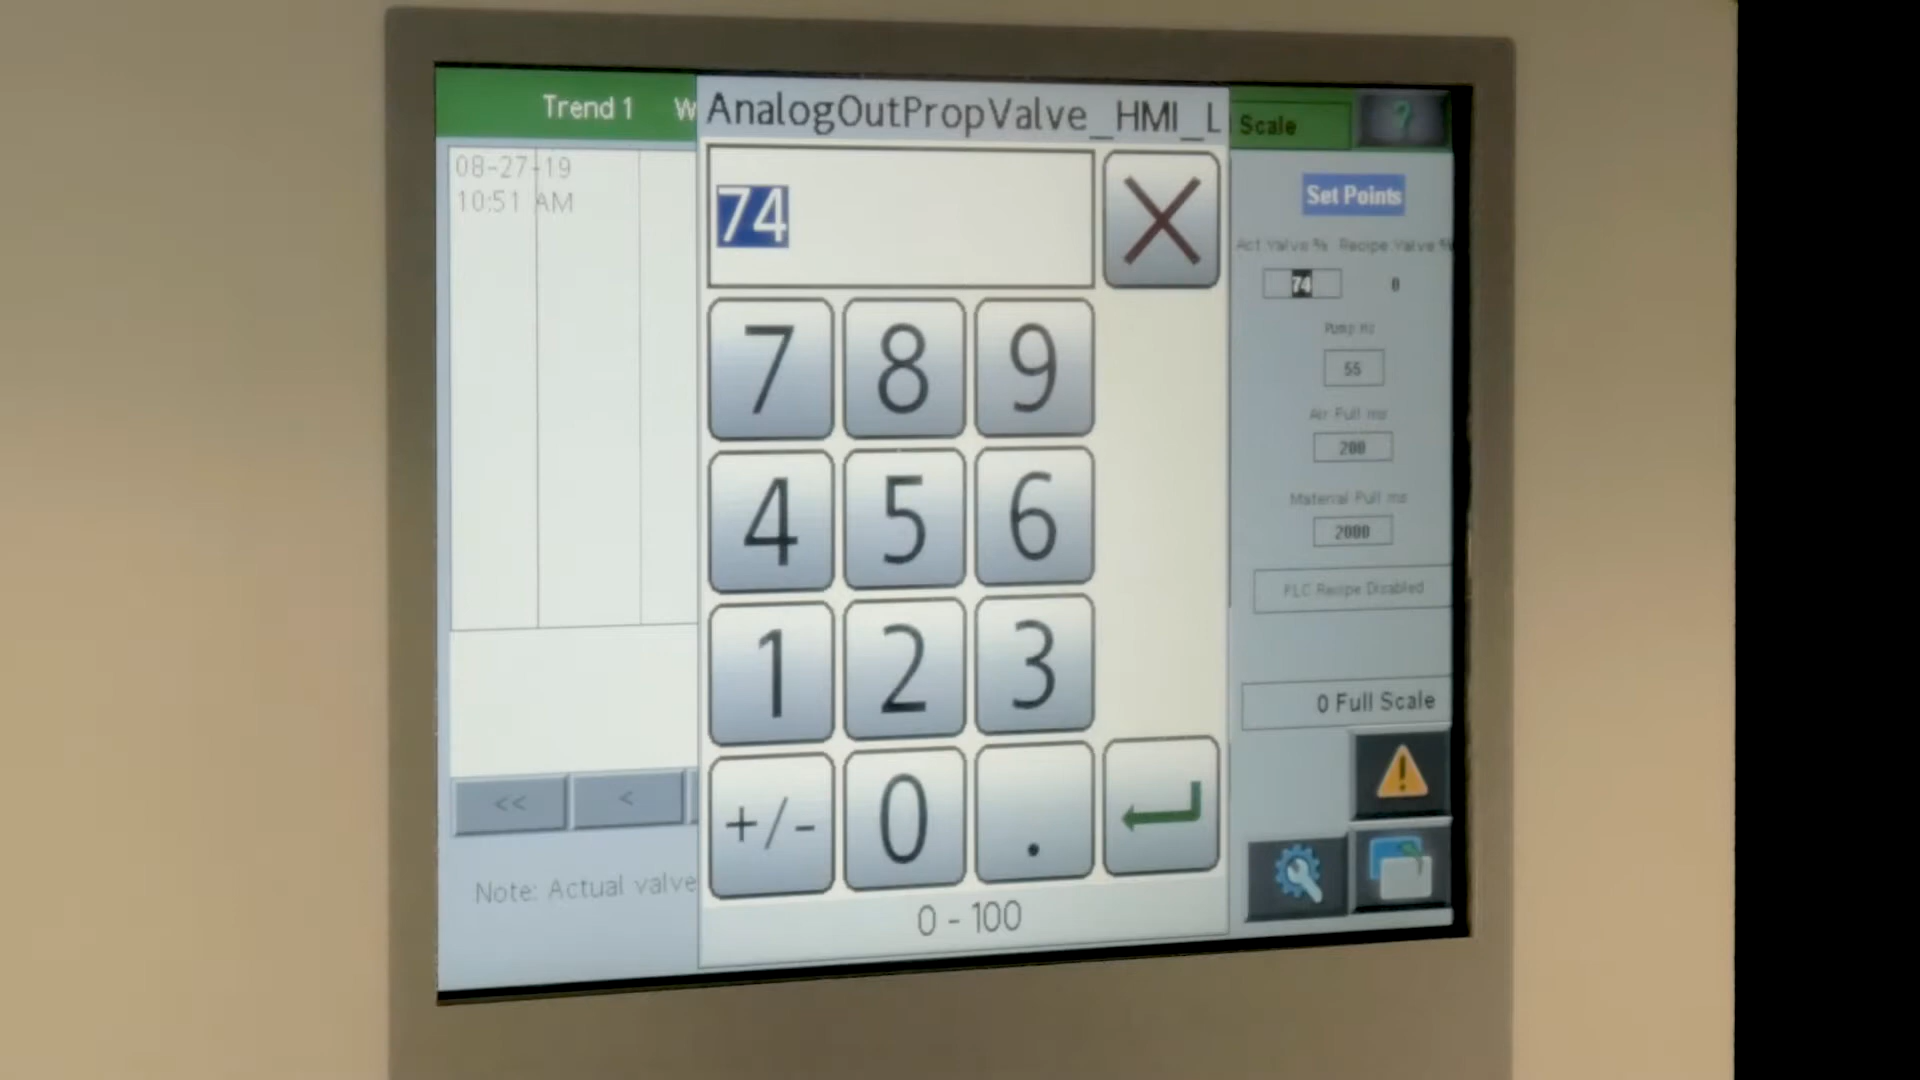 Trend 1
W
AnalogOutPropValve_HMI_L
Scale
?
08-27-19
10:51 AM
74
Set Points
Act Valve % Recipe Valve %
74 0
Pump hz
55
Air Pull ms
200
Material Pull ms
2000
PLC Recipe Disabled
0 Full Scale
7 8 9
4 5 6
1 2 3
+/- 0 .
0 - 100
<< <
Note: Actual valve